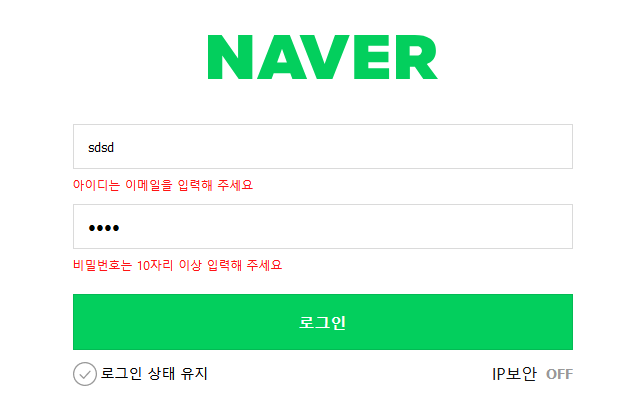 NAVER
sdsd
아이디는 이메일을 입력해 주세요
••••
비밀번호는 10자리 이상 입력해 주세요
로그인
로그인 상태 유지 IP보안 OFF